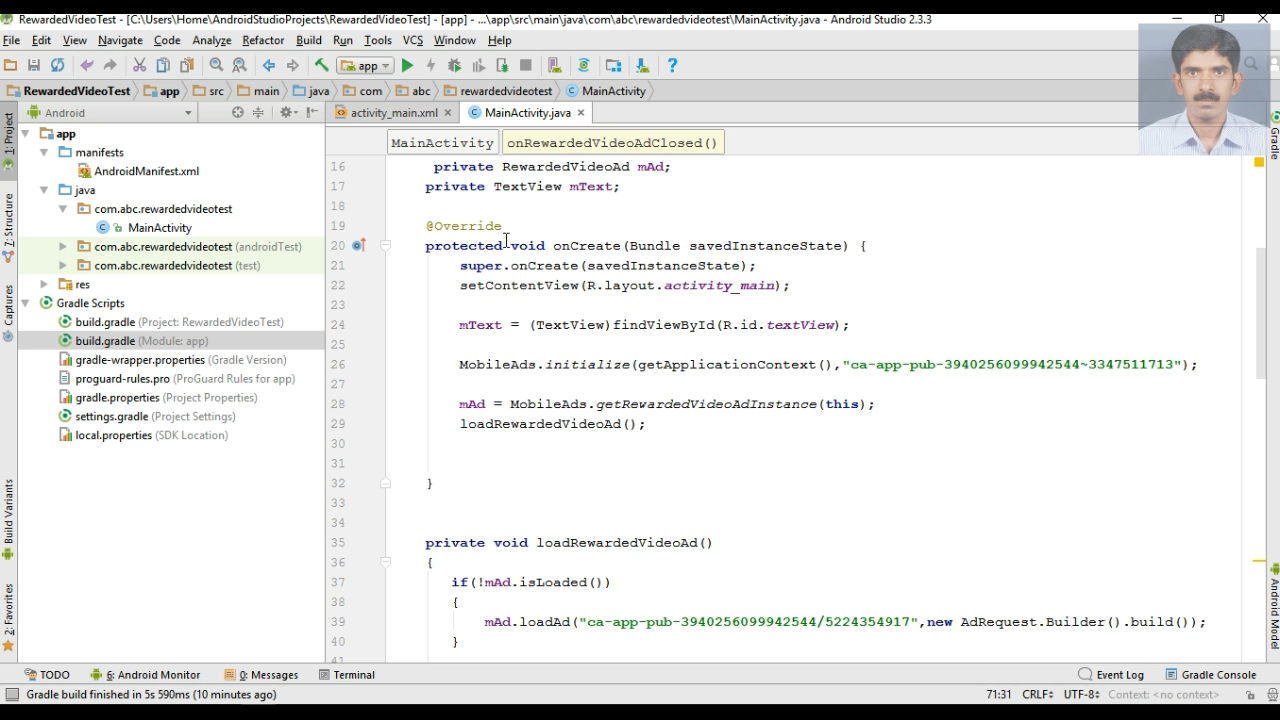 RewardedVideoTest - [C:\Users\Home\AndroidStudioProjects\RewardedVideoTest] - [app] - ...\app\src\main\java\com\abc\rewardedvideotest\MainActivity.java - Android Studio 2.3.3
File Edit View Navigate Code Analyze Refactor Build Run Tools VCS Window Help
app
RewardedVideoTest app src main java com abc rewardedvideotest MainActivity
Android
activity_main.xml MainActivity.java
MainActivity onRewardedVideoAdClosed()
1: Project
Z: Structure
Captures
Build Variants
2: Favorites
app
manifests
AndroidManifest.xml
java
com.abc.rewardedvideotest
MainActivity
com.abc.rewardedvideotest (androidTest)
com.abc.rewardedvideotest (test)
res
Gradle Scripts
build.gradle (Project: RewardedVideoTest)
build.gradle (Module: app)
gradle-wrapper.properties (Gradle Version)
proguard-rules.pro (ProGuard Rules for app)
gradle.properties (Project Properties)
settings.gradle (Project Settings)
local.properties (SDK Location)
16 private RewardedVideoAd mAd;
17 private TextView mText;
18
19 @Override
20 protected void onCreate(Bundle savedInstanceState) {
21 super.onCreate(savedInstanceState);
22 setContentView(R.layout.activity_main);
23
24 mText = (TextView)findViewById(R.id.textView);
25
26 MobileAds.initialize(getApplicationContext(),"ca-app-pub-3940256099942544~3347511713");
27
28 mAd = MobileAds.getRewardedVideoAdInstance(this);
29 loadRewardedVideoAd();
30
31
32 }
33
34
35 private void loadRewardedVideoAd()
36 {
37 if(!mAd.isLoaded())
38 {
39 mAd.loadAd("ca-app-pub-3940256099942544/5224354917",new AdRequest.Builder().build());
40 }
41
Gradle
Android Model
TODO 6: Android Monitor 0: Messages Terminal Event Log Gradle Console
Gradle build finished in 5s 590ms (10 minutes ago) 71:31 CRLF UTF-8 Context: <no context>